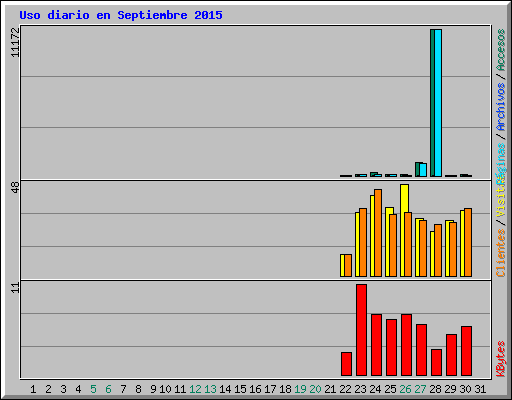 Uso diario en Septiembre 2015
11172
48
11
Accesos / Archivos / Páginas
Visitas / Clientes
KBytes
1 2 3 4 5 6 7 8 9 10 11 12 13 14 15 16 17 18 19 20 21 22 23 24 25 26 27 28 29 30 31